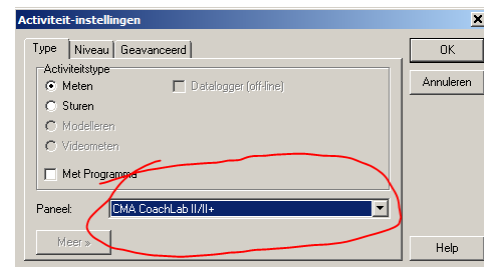 Activiteit-instellingen
Type Niveau Geavanceerd
OK
Activiteitstype
Meten Datalogger (off-line)
Annuleren
Sturen
Modelleren
Videometen
Met Programma
Paneel: CMA CoachLab II/II+
Meer »
Help